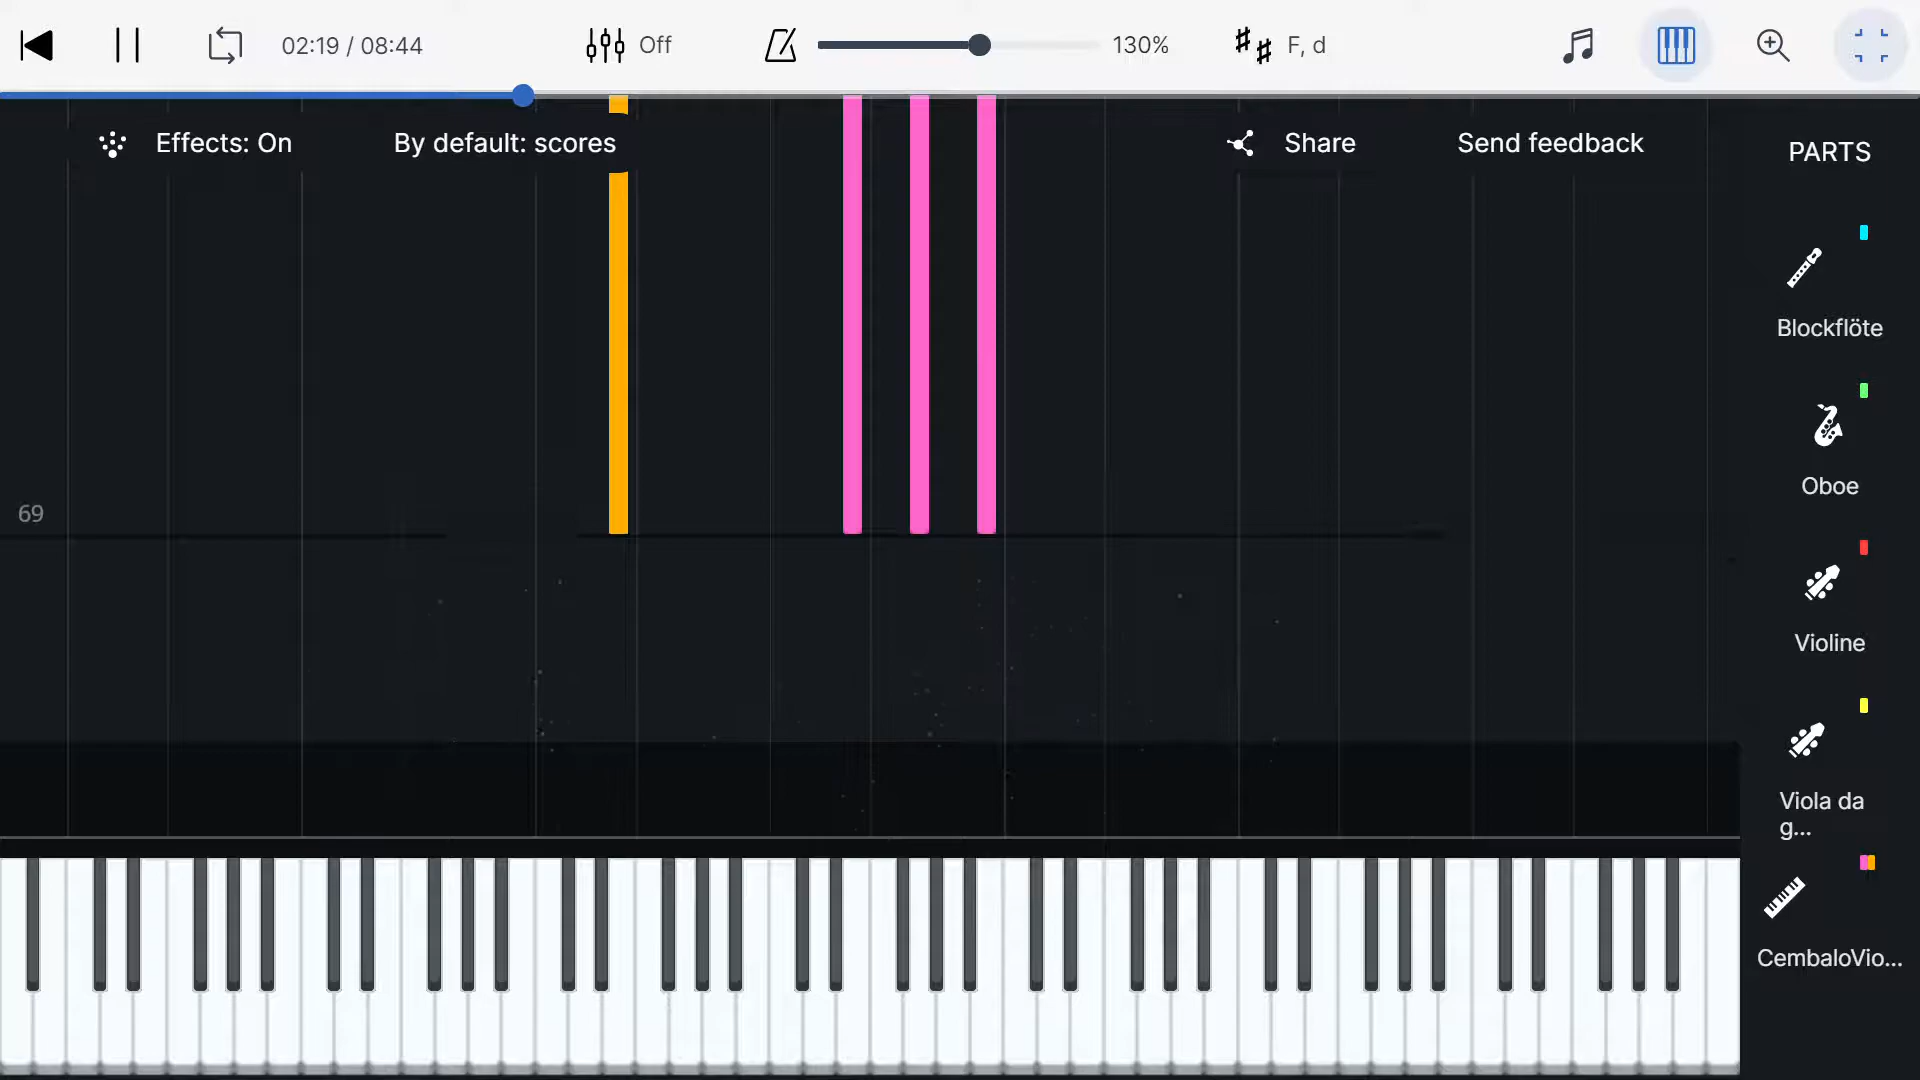 02:19 / 08:44
Off
130%
F, d
Effects: On
By default: scores
Share
Send feedback
PARTS
Blockflöte
Oboe
69
Violine
Viola da
g...
CembaloVio...